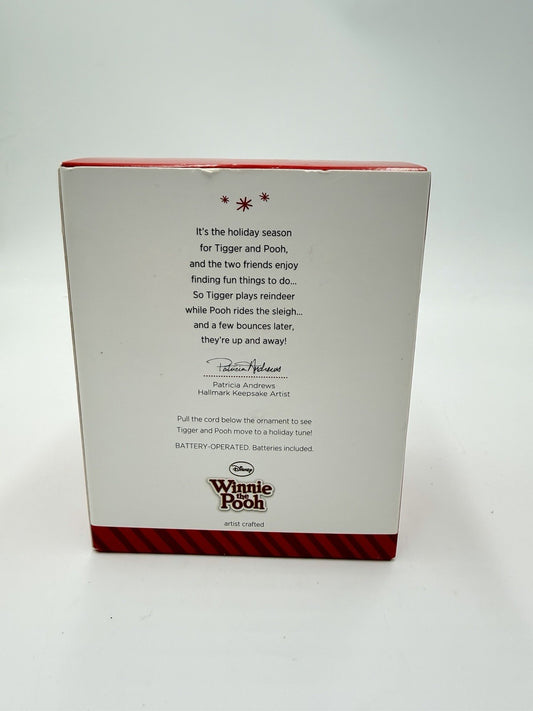 It's the holiday season
for Tigger and Pooh,
and the two friends enjoy
finding fun things to do...
So Tigger plays reindeer
while Pooh rides the sleigh...
and a few bounces later,
they're up and away!
Patricia Andrews
Patricia Andrews
Hallmark Keepsake Artist
Pull the cord below the ornament to see
Tigger and Pooh move to a holiday tune!
BATTERY-OPERATED. Batteries included.
Disney
Winnie
the
Pooh
artist crafted